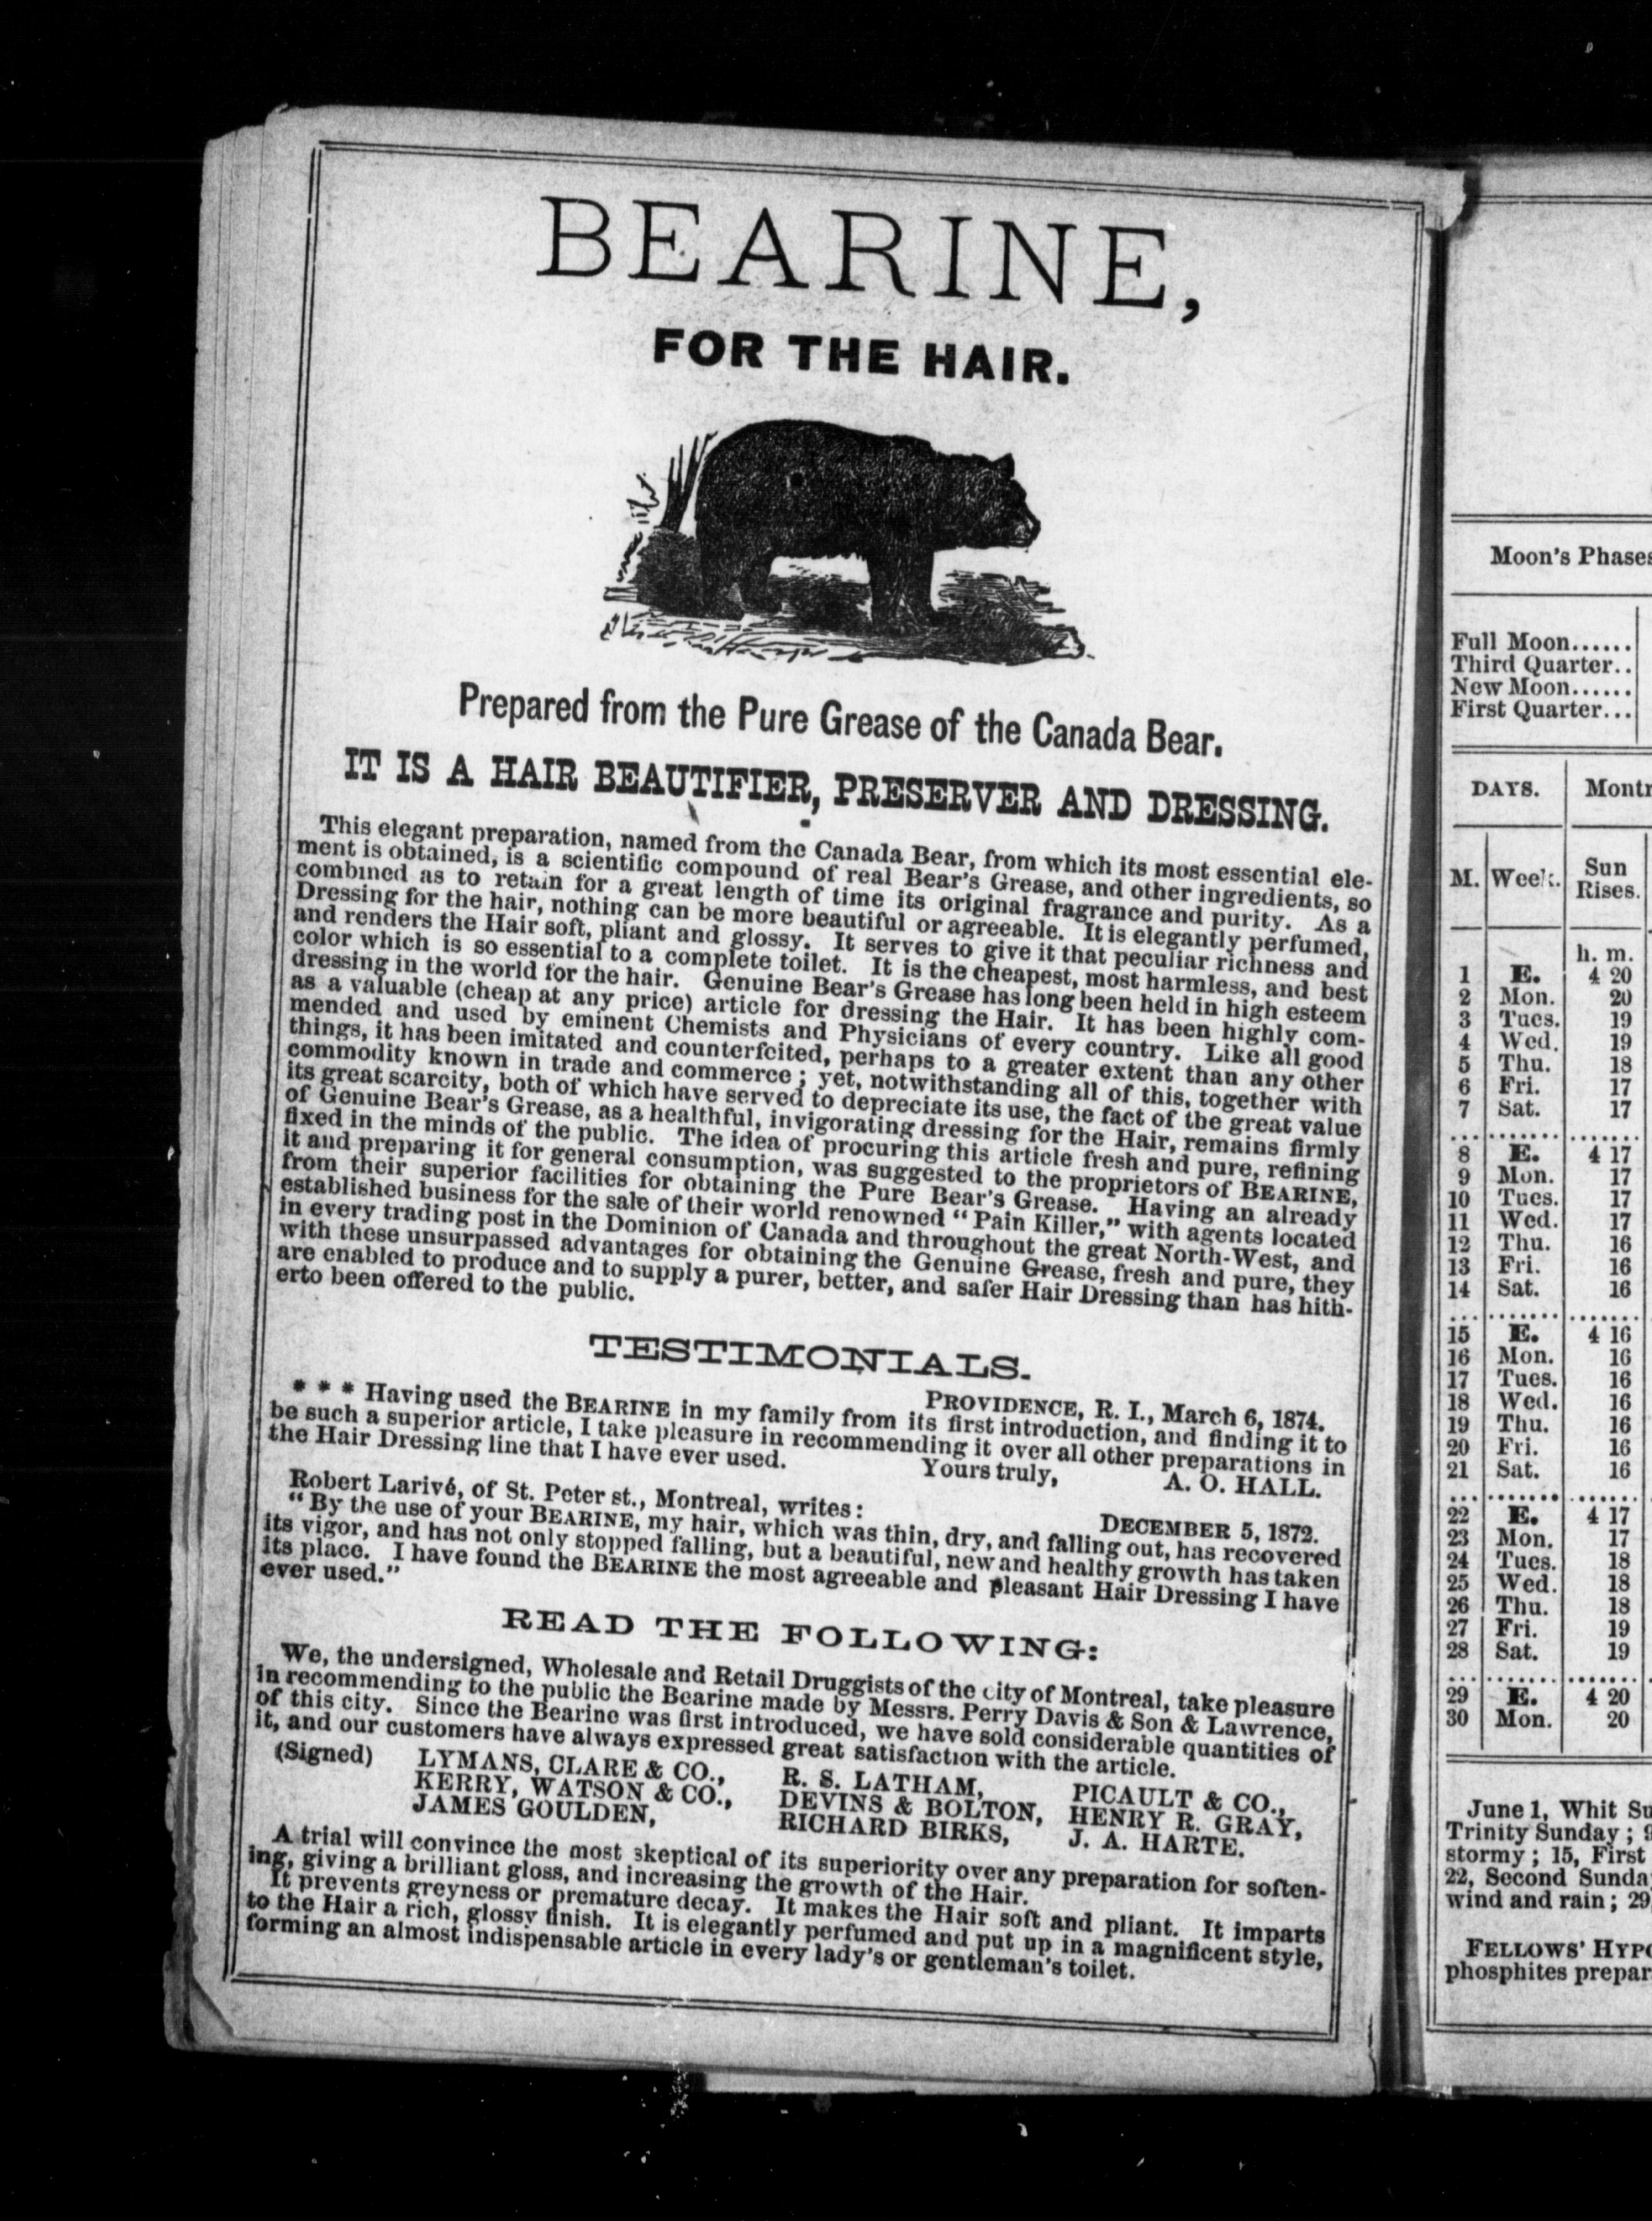 BEARINE,
FOR THE HAIR.
Prepared from the Pure Grease of the Canada Bear.
IT IS A HAIR BEAUTIFIER, PRESERVER AND DRESSING.
This elegant preparation, named from the Canada Bear, from which its most essential ele-
ment is obtained, is a scientific compound of real Bear's Grease, and other ingredients, so
combined as to retain for a great length of time its original fragrance and purity. As a
Dressing for the hair, nothing can be more beautiful or agreeable. It is elegantly perfumed,
and renders the Hair soft, pliant and glossy. It serves to give it that peculiar richness and
color which is so essential to a complete toilet. It is the cheapest, most harmless, and best
dressing in the world for the hair. Genuine Bear's Grease has long been held in high esteem
as a valuable (cheap at any price) article for dressing the Hair. It has been highly com-
mended and used by eminent Chemists and Physicians of every country. Like all good
things, it has been imitated and counterfeited, perhaps to a greater extent than any other
commodity known in trade and commerce; yet, notwithstanding all of this, together with
its great scarcity, both of which have served to depreciate its use, the fact of the great value
of Genuine Bear's Grease, as a healthful, invigorating dressing for the Hair, remains firmly
fixed in the minds of the public. The idea of procuring this article fresh and pure, refining
it and preparing it for general consumption, was suggested to the proprietors of BEARINE,
from their superior facilities for obtaining the Pure Bear's Grease. Having an already
established business for the sale of their world renowned "Pain Killer," with agents located
in every trading post in the Dominion of Canada and throughout the great North-West, and
with these unsurpassed advantages for obtaining the Genuine Grease, fresh and pure, they
are enabled to produce and to supply a purer, better, and safer Hair Dressing than has hith-
erto been offered to the public.
TESTIMONIALS.
PROVIDENCE, R. I., March 6, 1874.
* * * Having used the BEARINE in my family from its first introduction, and finding it to
be such a superior article, I take pleasure in recommending it over all other preparations in
the Hair Dressing line that I have ever used. Yours truly, A. O. HALL.
Robert Larivé, of St. Peter st., Montreal, writes:
DECEMBER 5, 1872.
"By the use of your BEARINE, my hair, which was thin, dry, and falling out, has recovered
its vigor, and has not only stopped falling, but a beautiful, new and healthy growth has taken
its place. I have found the BEARINE the most agreeable and pleasant Hair Dressing I have
ever used."
READ THE FOLLOWING:
We, the undersigned, Wholesale and Retail Druggists of the city of Montreal, take pleasure
in recommending to the public the Bearine made by Messrs. Perry Davis & Son & Lawrence,
of this city. Since the Bearine was first introduced, we have sold considerable quantities of
it, and our customers have always expressed great satisfaction with the article.
(Signed) LYMANS, CLARE & CO., R. S. LATHAM, PICAULT & CO.,
KERRY, WATSON & CO., DEVINS & BOLTON, HENRY R. GRAY,
JAMES GOULDEN, RICHARD BIRKS, J. A. HARTE.
A trial will convince the most skeptical of its superiority over any preparation for soften-
ing, giving a brilliant gloss, and increasing the growth of the Hair.
It prevents greyness or premature decay. It makes the Hair soft and pliant. It imparts
to the Hair a rich, glossy finish. It is elegantly perfumed and put up in a magnificent style,
forming an almost indispensable article in every lady's or gentleman's toilet.
Moon's Phases
Full Moon......
Third Quarter..
New Moon......
First Quarter...
DAYS. Montr
M. Week. Sun
Rises.
h. m.
1 E. 4 20
2 Mon. 20
3 Tues. 19
4 Wed. 19
5 Thu. 18
6 Fri. 17
7 Sat. 17
8 E. 4 17
9 Mon. 17
10 Tues. 17
11 Wed. 17
12 Thu. 16
13 Fri. 16
14 Sat. 16
15 E. 4 16
16 Mon. 16
17 Tues. 16
18 Wed. 16
19 Thu. 16
20 Fri. 16
21 Sat. 16
22 E. 4 17
23 Mon. 17
24 Tues. 18
25 Wed. 18
26 Thu. 18
27 Fri. 19
28 Sat. 19
29 E. 4 20
30 Mon. 20
June 1, Whit Su
Trinity Sunday;
stormy; 15, First
22, Second Sunda
wind and rain; 29
FELLOWS' HYPO
phosphites prepar